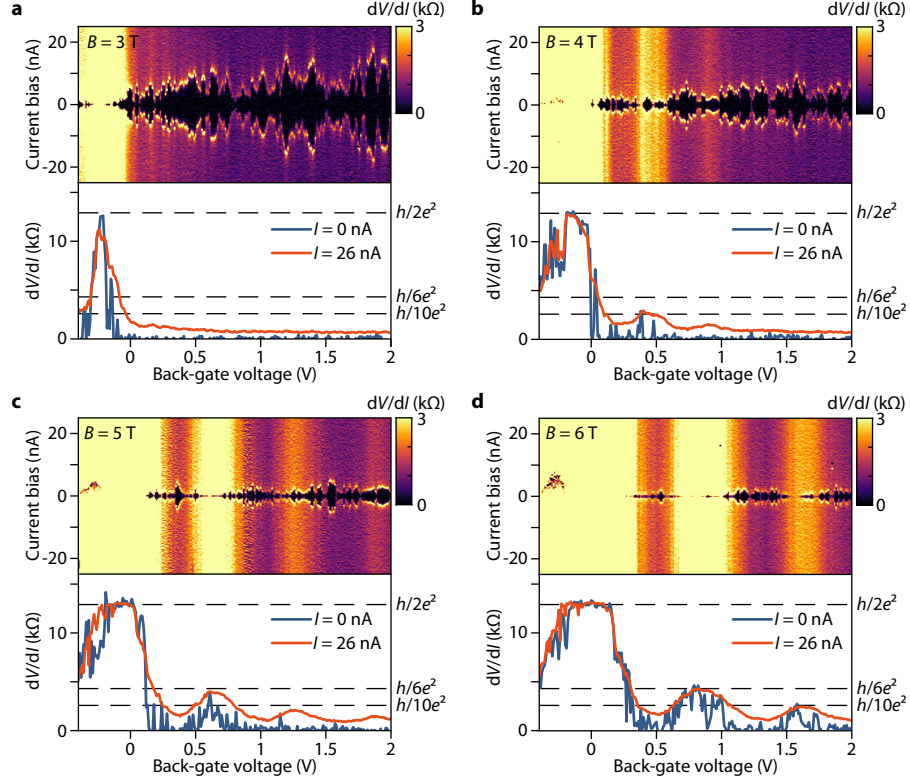 a
dV/dI (kΩ)
B = 3 T
Current bias (nA)
20
0
-20
3
0
dV/dI (kΩ)
10
0
h/2e²
h/6e²
h/10e²
I = 0 nA
I = 26 nA
0 0.5 1 1.5 2
Back-gate voltage (V)
b
dV/dI (kΩ)
B = 4 T
Current bias (nA)
20
0
-20
3
0
dV/dI (kΩ)
10
0
h/2e²
h/6e²
h/10e²
I = 0 nA
I = 26 nA
0 0.5 1 1.5 2
Back-gate voltage (V)
c
dV/dI (kΩ)
B = 5 T
Current bias (nA)
20
0
-20
3
0
dV/dI (kΩ)
10
0
h/2e²
h/6e²
h/10e²
I = 0 nA
I = 26 nA
0 0.5 1 1.5 2
Back-gate voltage (V)
d
dV/dI (kΩ)
B = 6 T
Current bias (nA)
20
0
-20
3
0
dV/dI (kΩ)
10
0
h/2e²
h/6e²
h/10e²
I = 0 nA
I = 26 nA
0 0.5 1 1.5 2
Back-gate voltage (V)